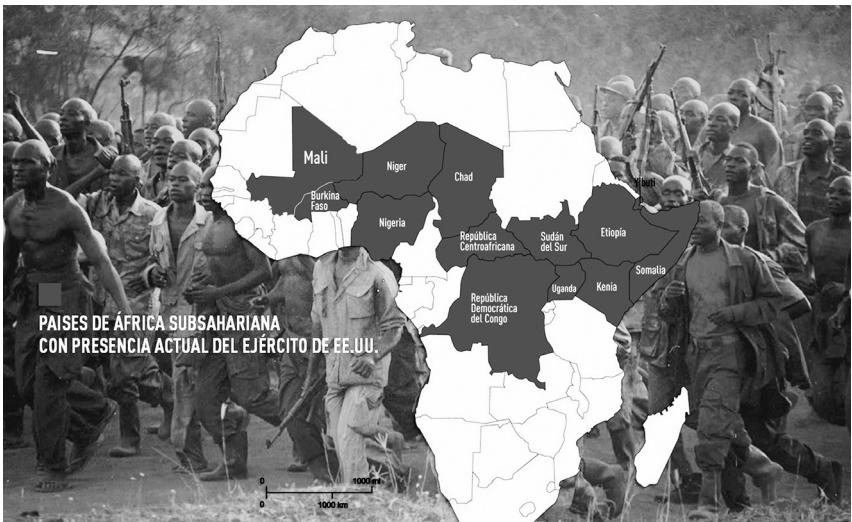 Mali
Niger
Chad
Burkina
Faso
Nigeria
República
Centroafricana
Sudán
del Sur
Yibuti
Etiopía
Somalia
Uganda
Kenia
República
Democrática
del Congo
PAISES DE ÁFRICA SUBSAHARIANA
CON PRESENCIA ACTUAL DEL EJÉRCITO DE EE.UU.
0
1000 mi
0
1000 km